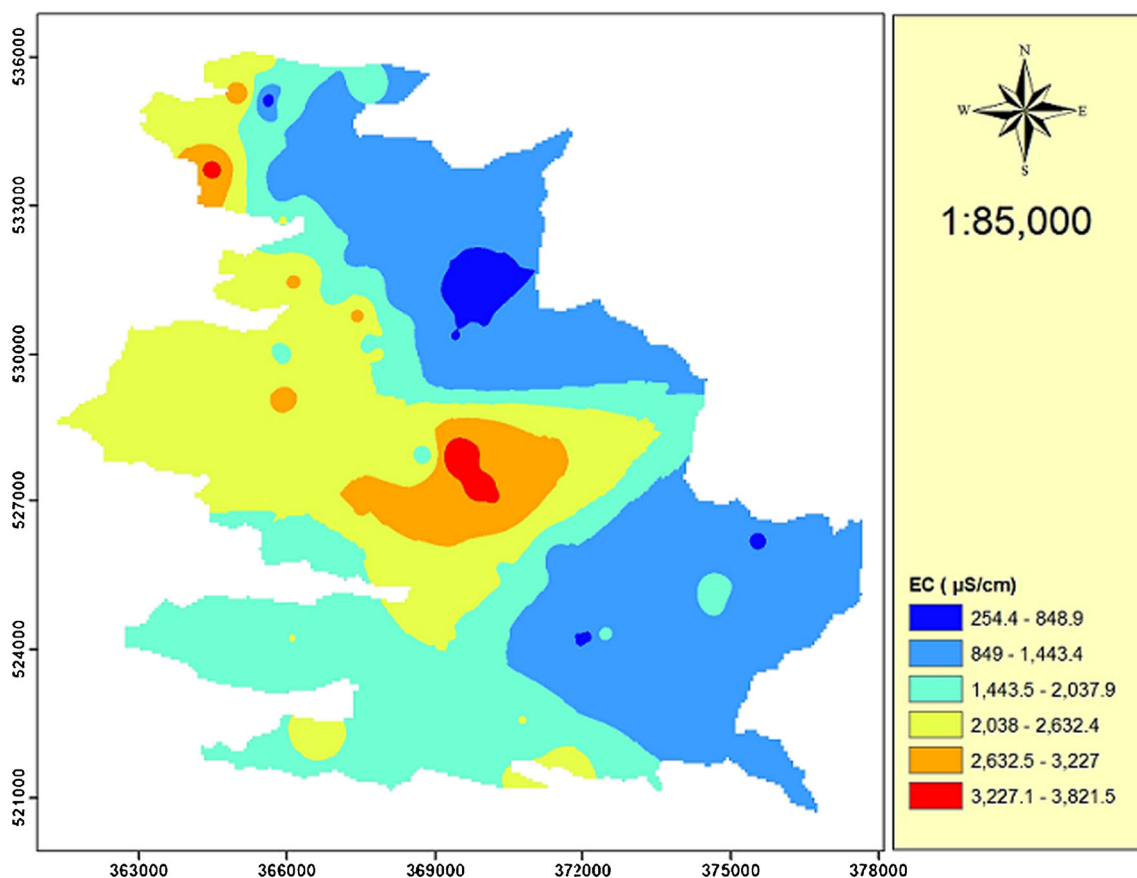 536000
533000
530000
527000
524000
521000
363000 366000 369000 372000 375000 378000
N
W E
S
1:85,000
EC ( µS/cm)
254.4 - 848.9
849 - 1,443.4
1,443.5 - 2,037.9
2,038 - 2,632.4
2,632.5 - 3,227
3,227.1 - 3,821.5